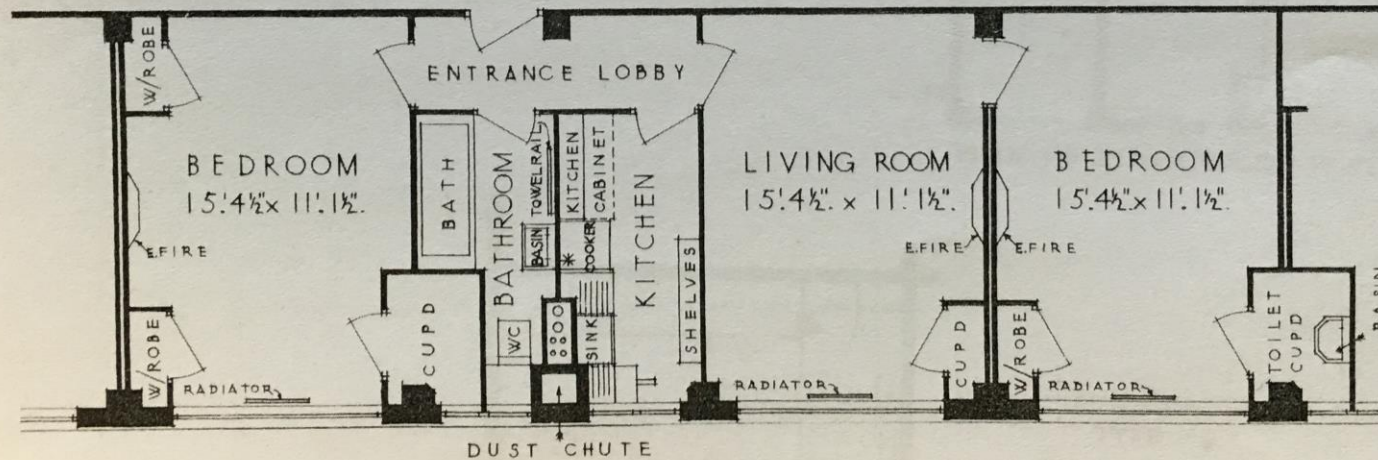 W/ROBE
ENTRANCE LOBBY
BEDROOM
15'.4½" x 11'. 1½".
E.FIRE
W/ROBE
RADIATOR
BATH
BATHROOM
TOWELRAIL
BASIN
WC
CUPD
KITCHEN
CABINET
COOKER
SINK
KITCHEN
SHELVES
DUST CHUTE
LIVING ROOM
15'.4½". x 11'. 1½".
E.FIRE
RADIATOR
CUPD
BEDROOM
15'.4½" x 11'. 1½".
E.FIRE
W/ROBE
RADIATOR
TOILET
CUPD
BASIN